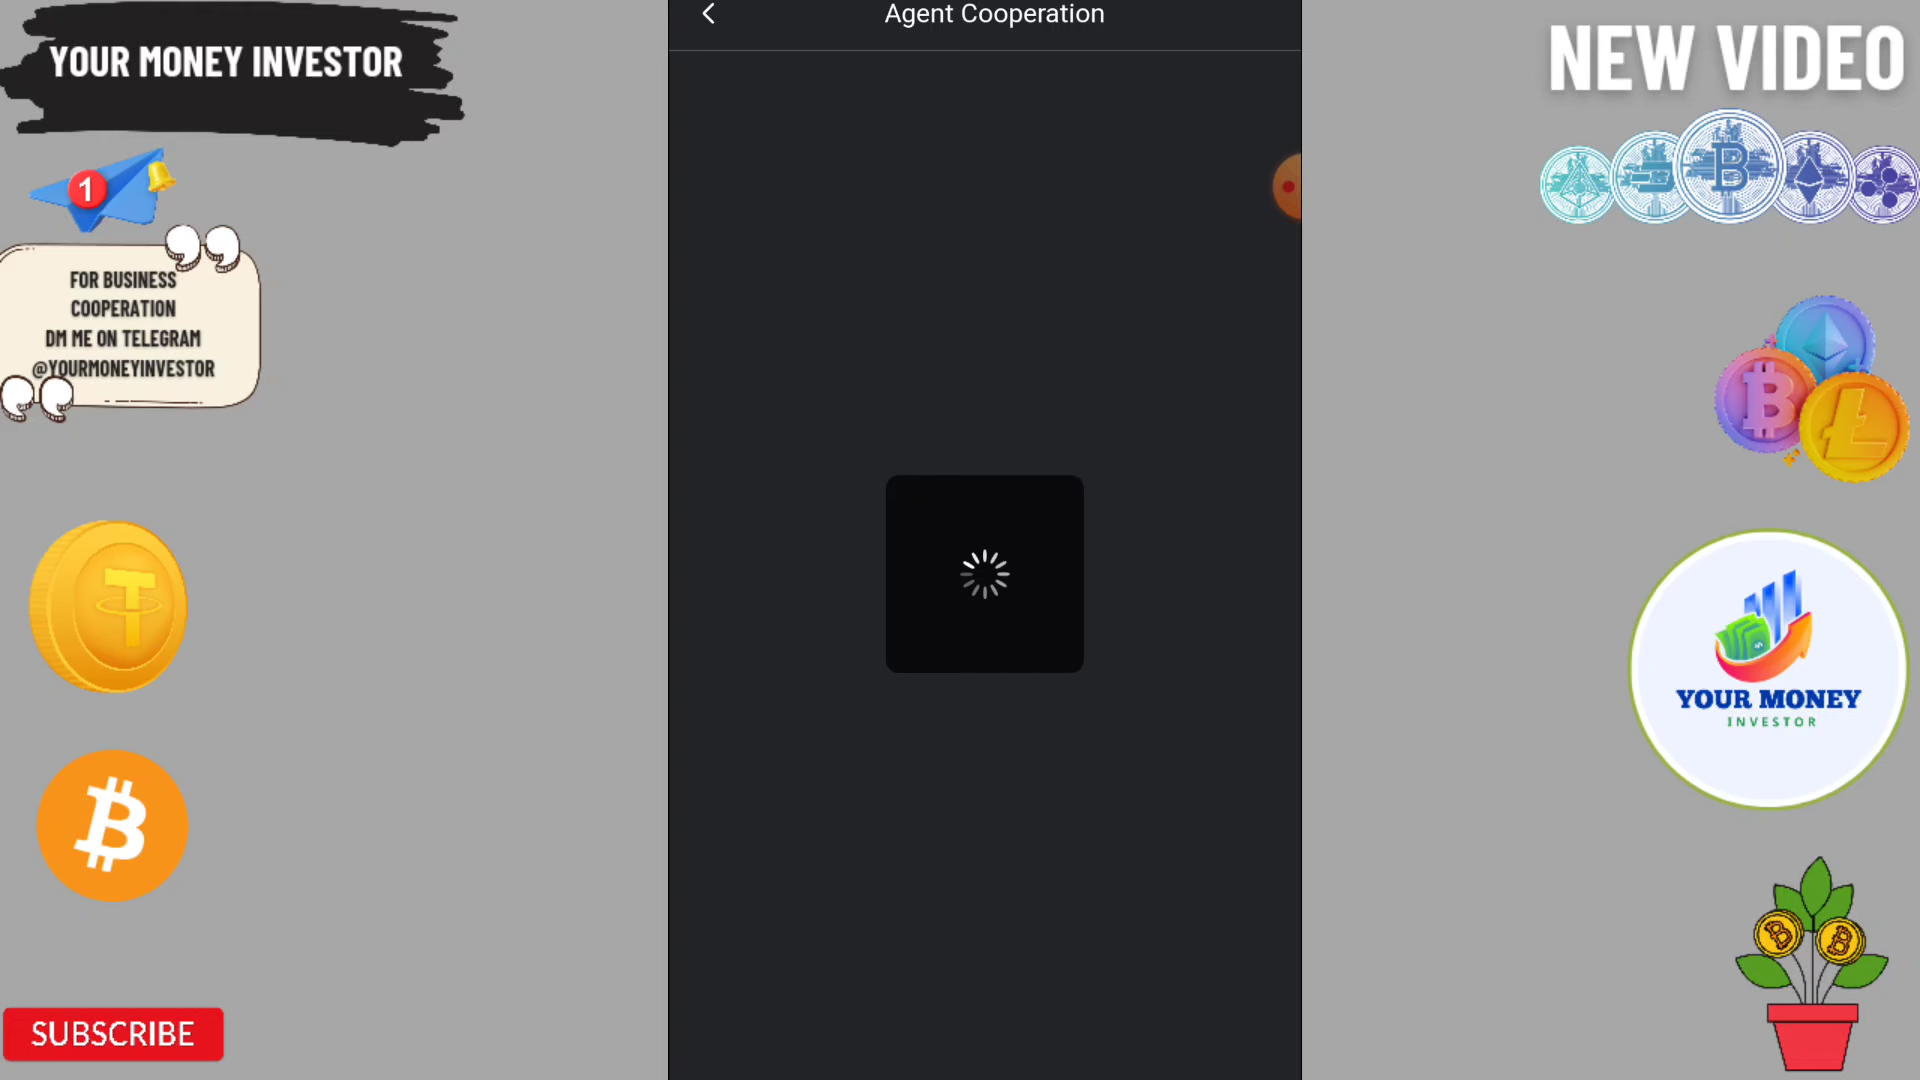 YOUR MONEY INVESTOR
1
FOR BUSINESS
COOPERATION
DM ME ON TELEGRAM
@YOURMONEYINVESTOR
SUBSCRIBE
Agent Cooperation
NEW VIDEO
YOUR MONEY
INVESTOR